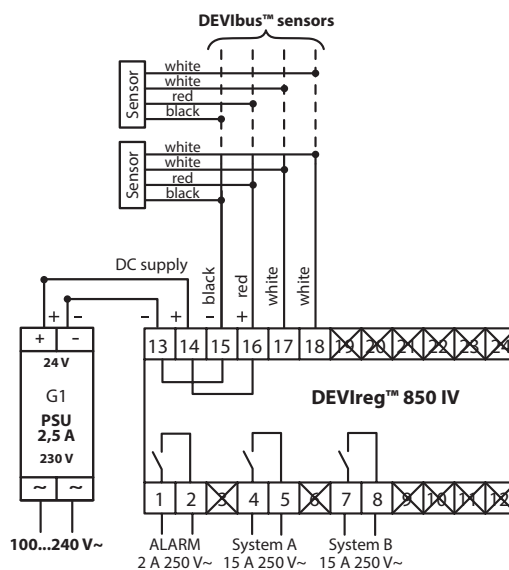 DEVIbus™ sensors
Sensor
white
white
red
black
Sensor
white
white
red
black
DC supply
black
red
white
white
+ – – + – +
+ –
13 14 15 16 17 18 19 20 21 22 23 24
24 V
G1
PSU
2,5 A
230 V
DEVIreg™ 850 IV
~ ~
1 2 3 4 5 6 7 8 9 10 11 12
100...240 V~
ALARM
2 A 250 V~
System A
15 A 250 V~
System B
15 A 250 V~